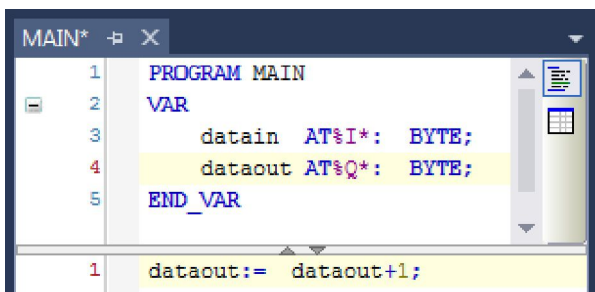 MAIN*
1 PROGRAM MAIN
2 VAR
3 datain AT%I*: BYTE;
4 dataout AT%Q*: BYTE;
5 END_VAR
1 dataout:= dataout+1;